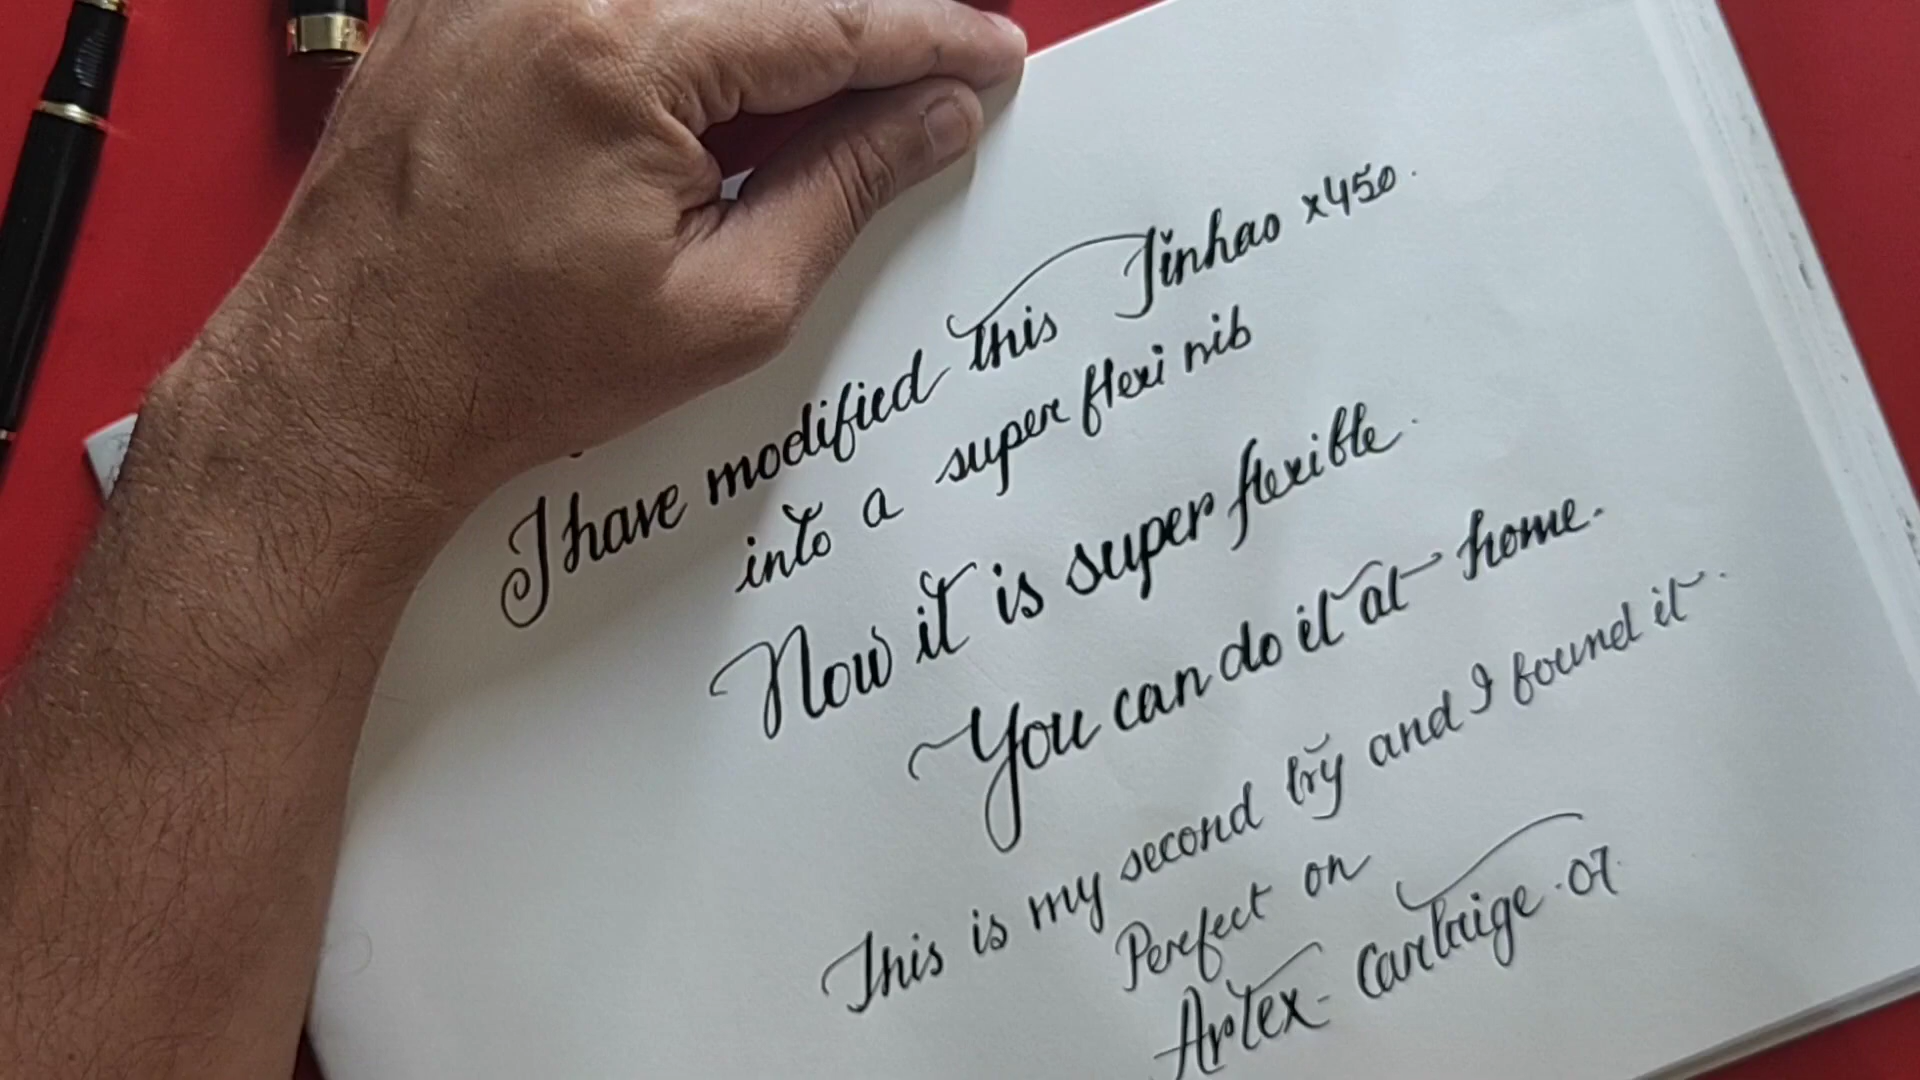 I have modified this Jinhao x450.
into a super flexi nib
Now it is super flexible.
You can do it at home.
This is my second try and I found it.
Perefect on
Artex - Cartrige . 07.